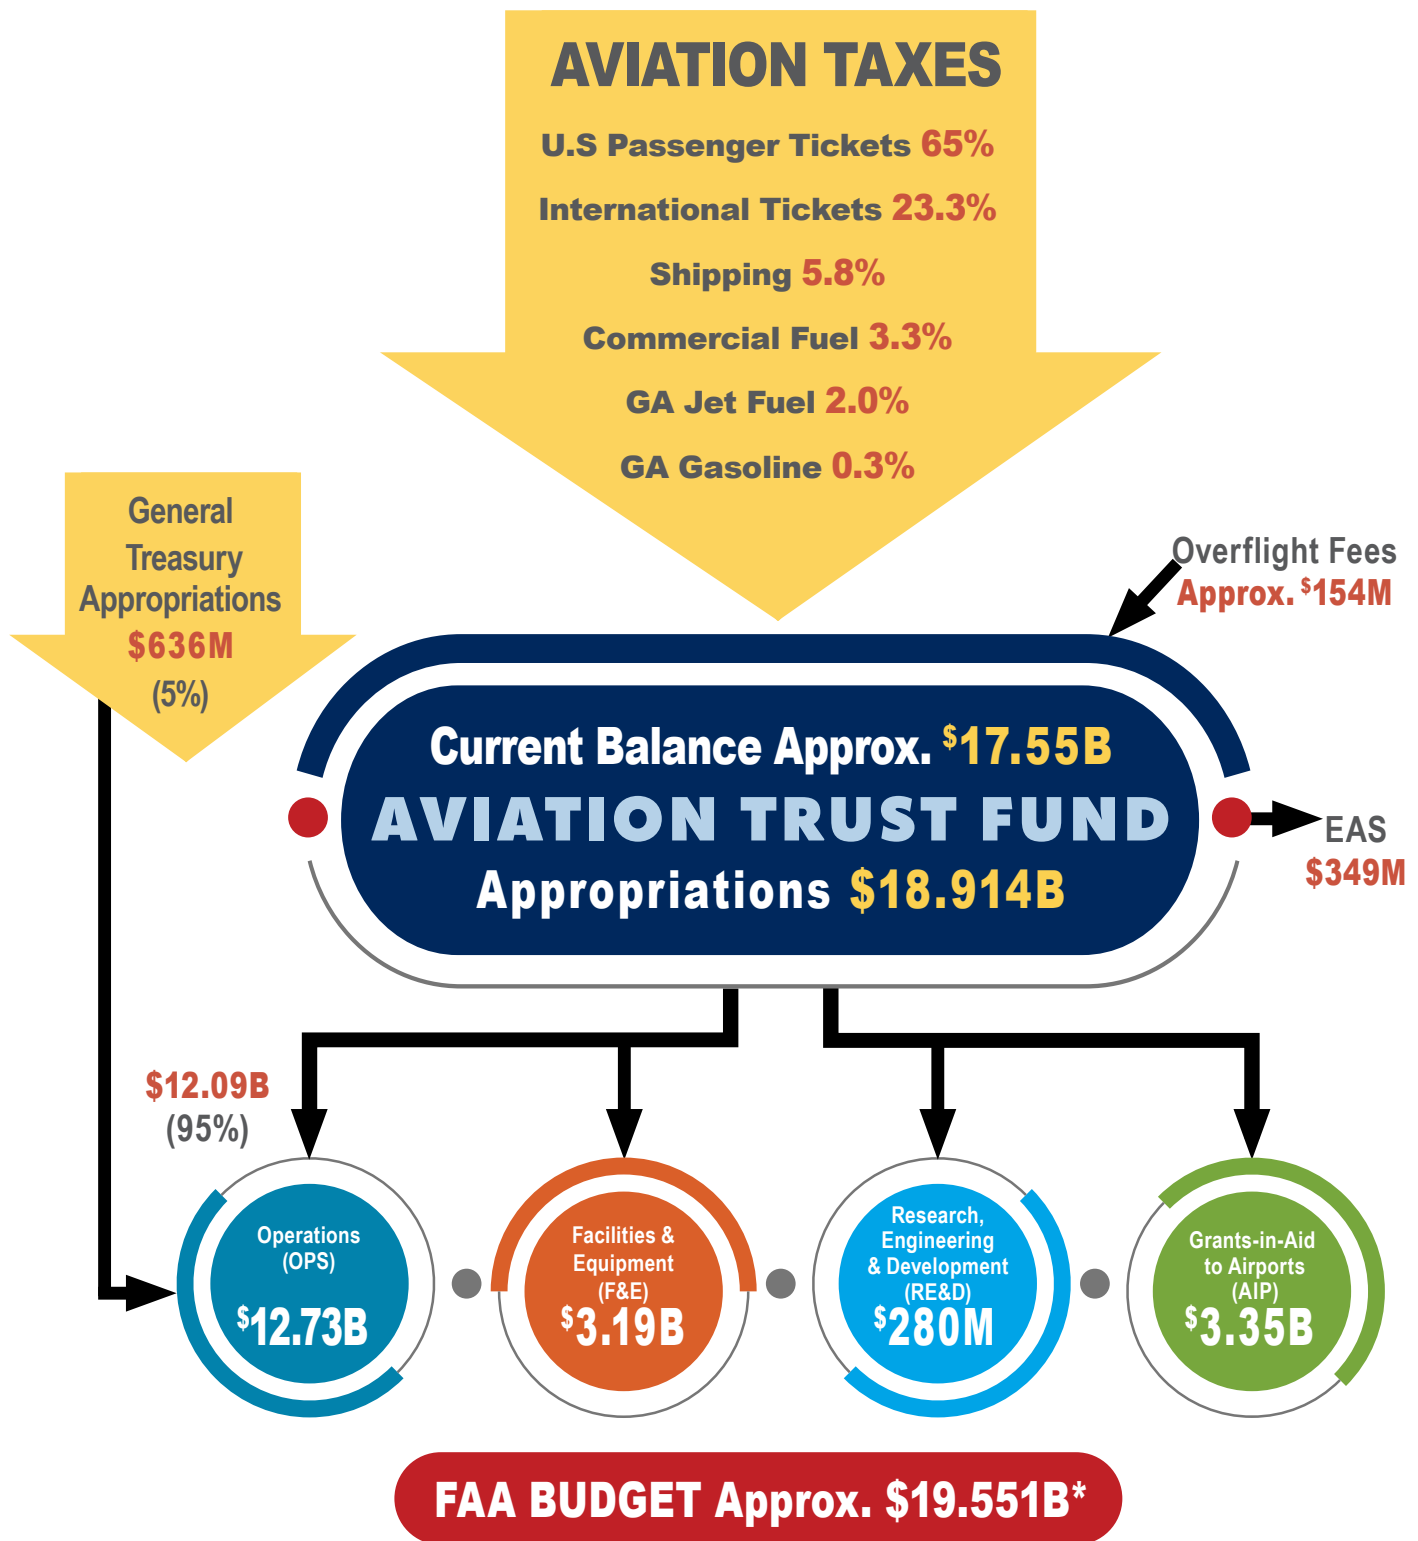 AVIATION TAXES
U.S Passenger Tickets 65%
International Tickets 23.3%
Shipping 5.8%
Commercial Fuel 3.3%
GA Jet Fuel 2.0%
GA Gasoline 0.3%
General
Treasury
Appropriations
$636M
(5%)
Overflight Fees
Approx. $154M
Current Balance Approx. $17.55B
AVIATION TRUST FUND
Appropriations $18.914B
EAS
$349M
$12.09B
(95%)
Operations
(OPS)
$12.73B
Facilities &
Equipment
(F&E)
$3.19B
Research,
Engineering
& Development
(RE&D)
$280M
Grants-in-Aid
to Airports
(AIP)
$3.35B
FAA BUDGET Approx. $19.551B*